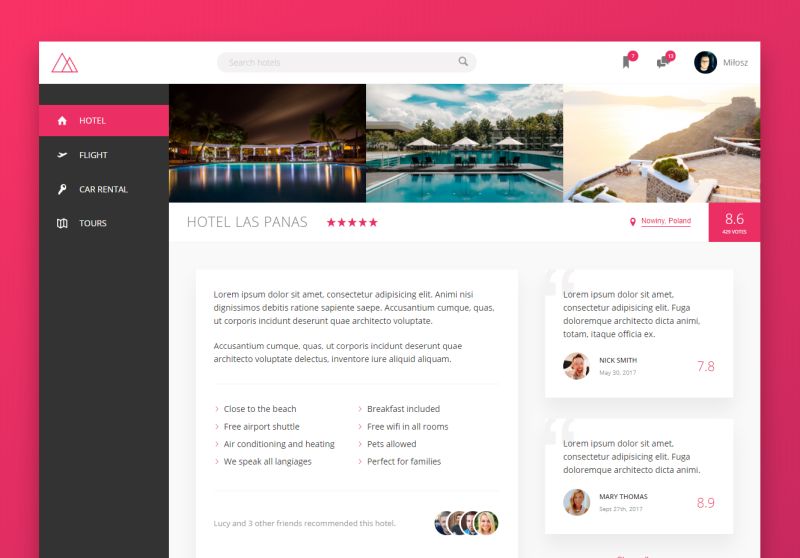 Search hotels
7
13
Miłosz
HOTEL
FLIGHT
CAR RENTAL
TOURS
HOTEL LAS PANAS
Nowiny, Poland
8.6
429 VOTES
Lorem ipsum dolor sit amet, consectetur adipisicing elit. Animi nisi
dignissimos debitis ratione sapiente saepe. Accusantium cumque, quas,
ut corporis incidunt deserunt quae architecto voluptate.
Accusantium cumque, quas, ut corporis incidunt deserunt quae
architecto voluptate delectus, inventore iure aliquid aliquam.
Close to the beach
Free airport shuttle
Air conditioning and heating
We speak all langiages
Breakfast included
Free wifi in all rooms
Pets allowed
Perfect for families
Lucy and 3 other friends recommended this hotel.
“
Lorem ipsum dolor sit amet,
consectetur adipisicing elit. Fuga
doloremque architecto dicta animi,
totam, itaque officia ex.
NICK SMITH
May 30, 2017
7.8
“
Lorem ipsum dolor sit amet,
consectetur adipisicing elit. Fuga
doloremque architecto dicta animi.
MARY THOMAS
Sept 27th, 2017
8.9